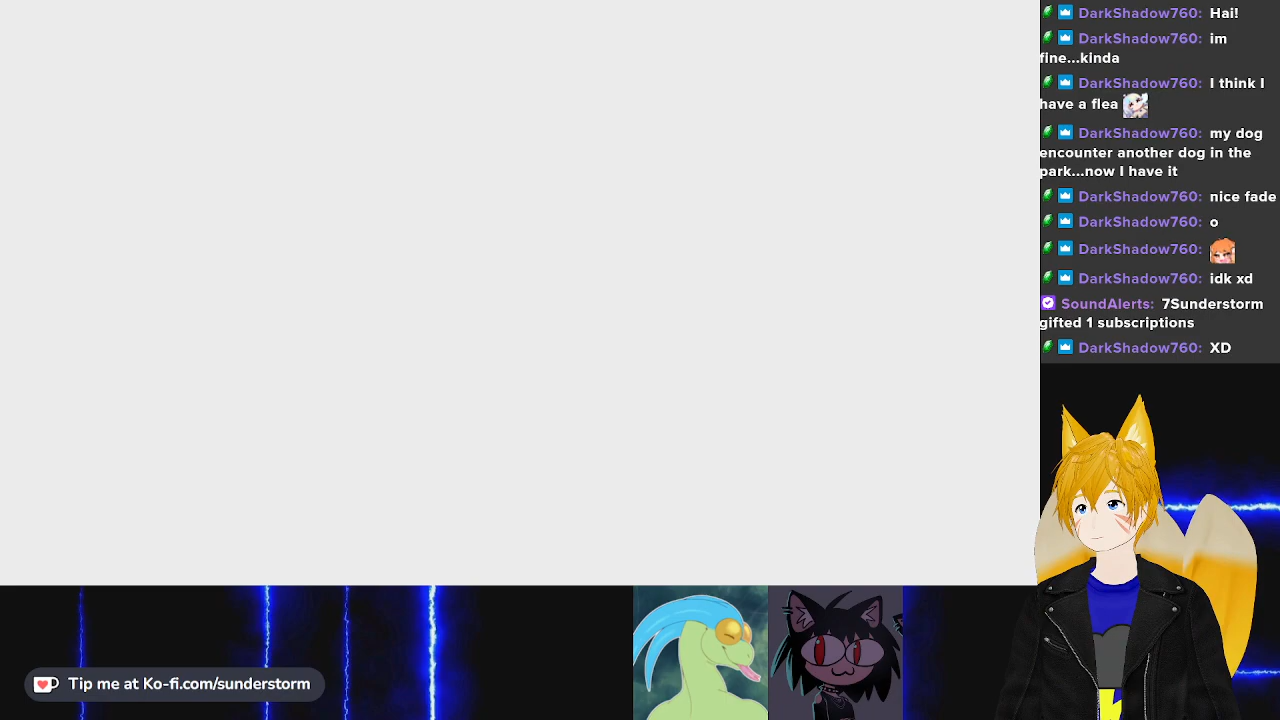 DarkShadow760: Hai!
DarkShadow760: im
fine...kinda
DarkShadow760: I think I
have a flea
DarkShadow760: my dog
encounter another dog in the
park...now I have it
DarkShadow760: nice fade
DarkShadow760: o
DarkShadow760:
DarkShadow760: idk xd
SoundAlerts: 7Sunderstorm
gifted 1 subscriptions
DarkShadow760: XD
Tip me at Ko-fi.com/sunderstorm